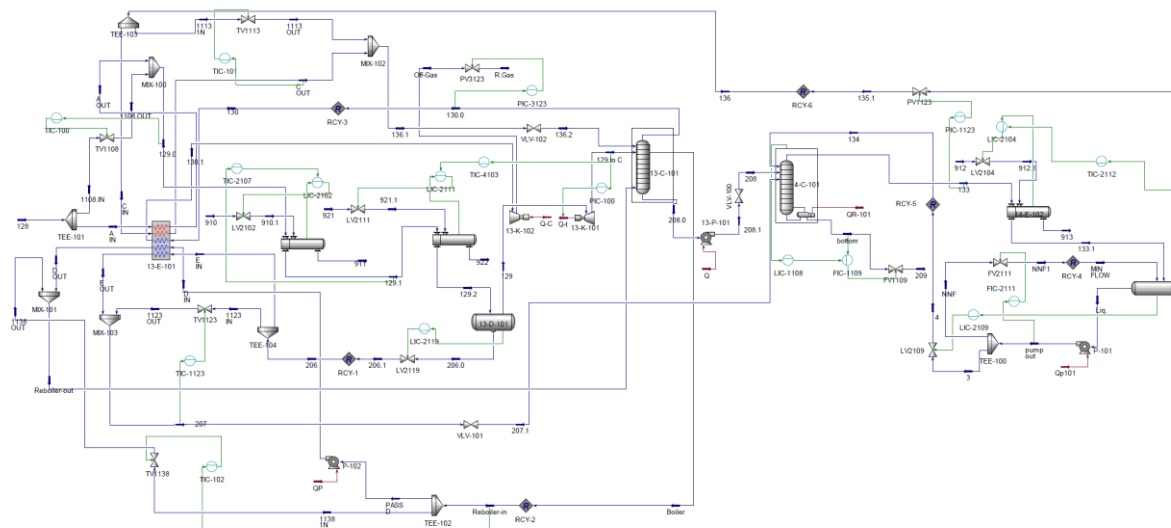 TEE-103
1113
1IN
TV1113
1113
OUT
MIX-102
TIC-101
C
OUT
Off-Gas
PV3123
R.Gas
PIC-3123
136
RCY-6
135.1
PV1123
MIX-100
A
OUT
1108.OUT
TIC-100
TV1108
129.0
130.1
130
RCY-3
130.0
136.1
VLV-102
136.2
13-C-101
129.to C
TIC-4103
PIC-100
134
PIC-1123
LIC-2104
912
LV2104
912.1
TIC-2112
133
TIC-2107
LIC-2102
LIC-2111
921
LV2111
921.1
910
LV2102
910.1
1108.IN
C
IN
128
TEE-101
A
IN
13-E-101
13-K-102
Q-C
13-K-101
208
VLV-100
208.1
208.0
13-P-101
Q
4-C-101
QR-101
bottom
RCY-5
14-E-102
913
133.1
911
922
129
129.1
129.2
D
OUT
E
OUT
E
IN
D
IN
LIC-1108
FIC-1109
FV1109
209
FV2111
NNF1
RCY-4
MIN
FLOW
FIC-2111
NNF
Liq.
LIC-2109
4
MIX-101
1138
OUT
MIX-103
1123
OUT
TV1123
1123
IN
TEE-104
13-D-101
LIC-2119
TIC-1123
206
RCY-1
206.1
LV2119
206.0
LV2109
TEE-100
pump
out
P-101
Qp101
3
Reboiler-out
207
VLV-101
207.1
TV1138
TIC-102
P-102
QP
PASS
D
1138
1IN
TEE-102
Reboiler-in
RCY-2
Boiler